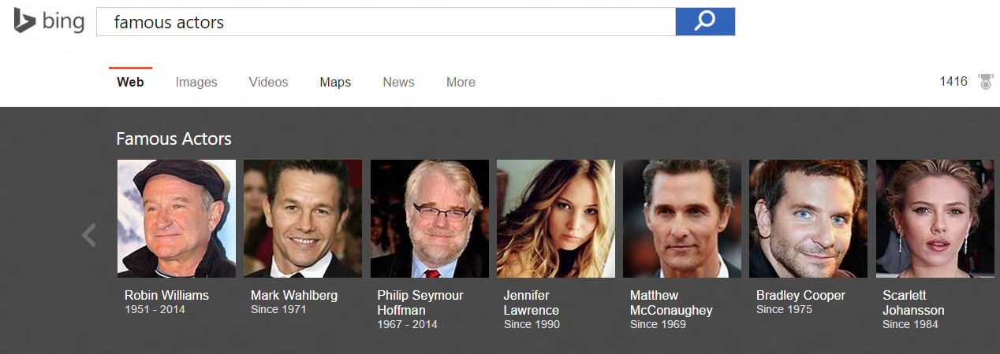 bing
famous actors
Web Images Videos Maps News More
1416
Famous Actors
Robin Williams
1951 - 2014
Mark Wahlberg
Since 1971
Philip Seymour
Hoffman
1967 - 2014
Jennifer
Lawrence
Since 1990
Matthew
McConaughey
Since 1969
Bradley Cooper
Since 1975
Scarlett
Johansson
Since 1984